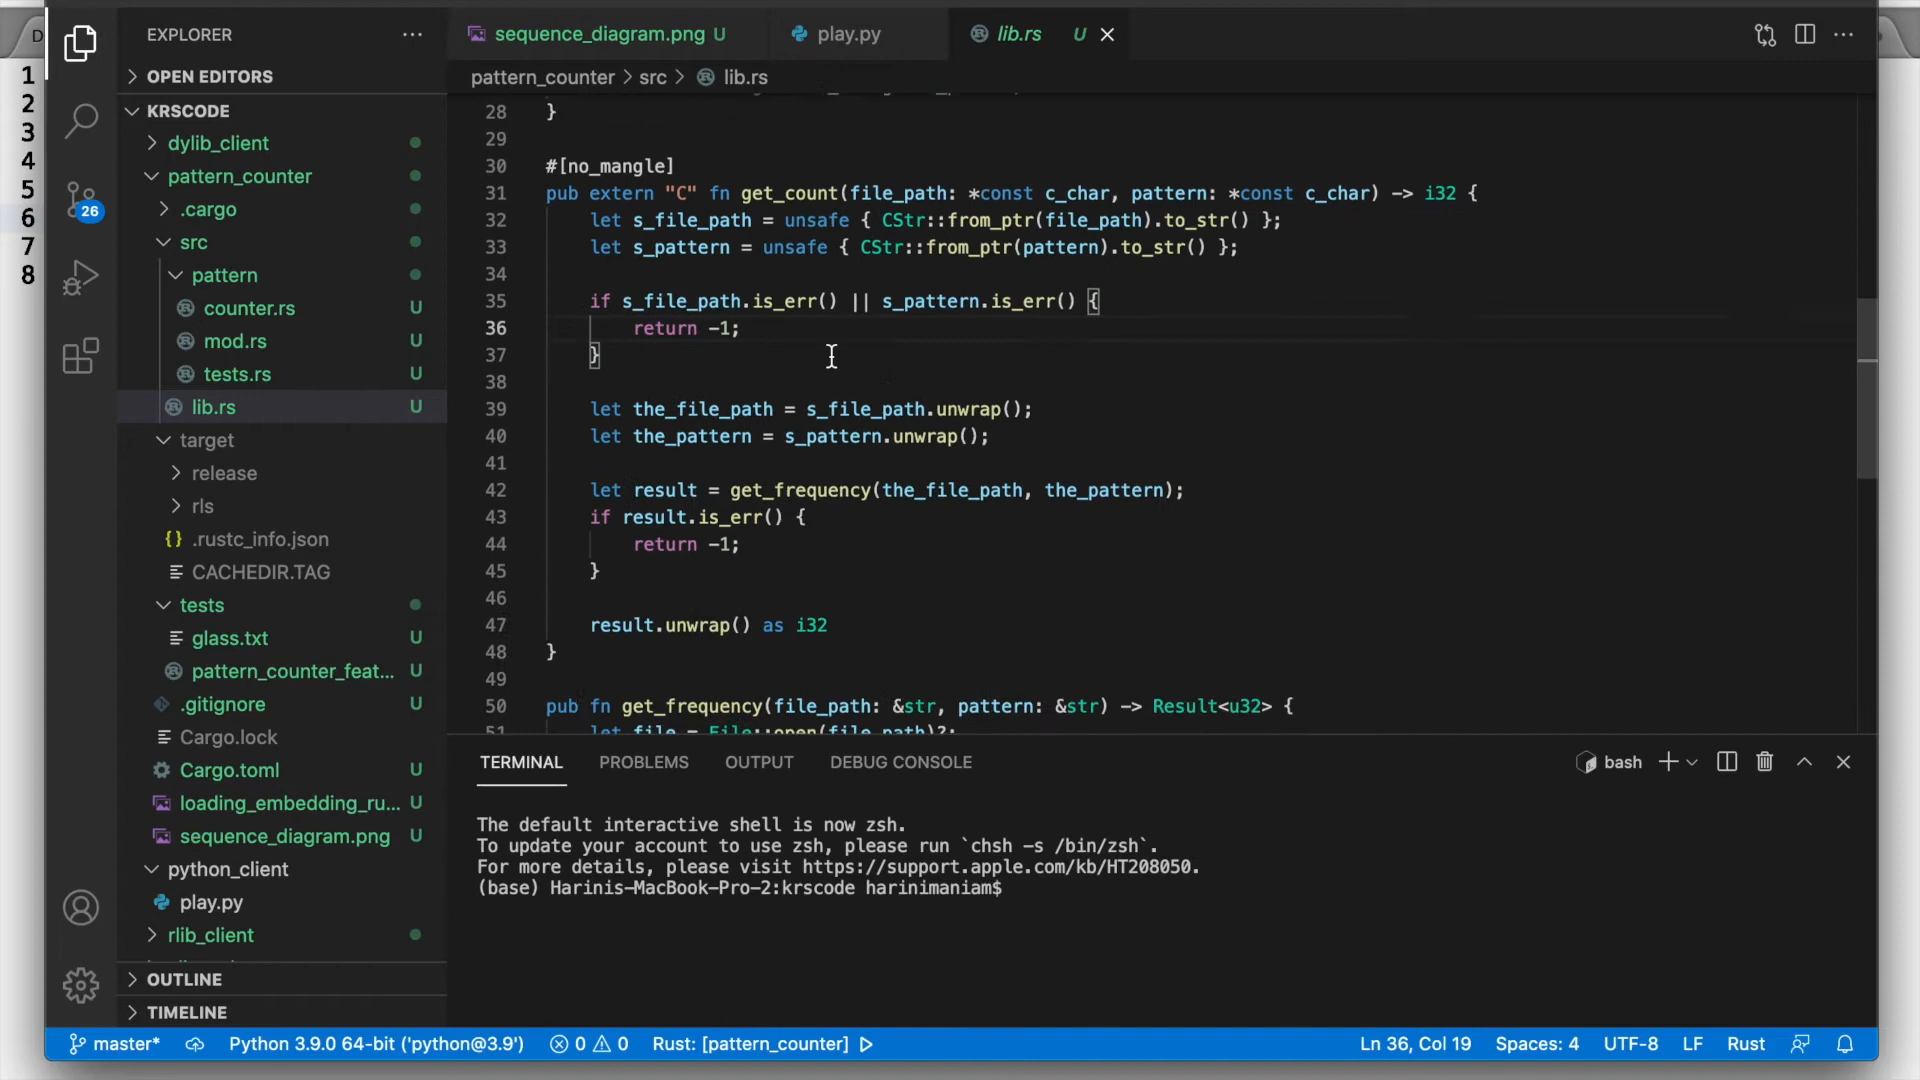 D
1
2
3
4
5
6
7
8
EXPLORER
OPEN EDITORS
KRSCODE
dylib_client
pattern_counter
.cargo
src
pattern
counter.rs U
mod.rs U
tests.rs U
lib.rs U
target
release
rls
.rustc_info.json
CACHEDIR.TAG
tests
glass.txt U
pattern_counter_feat... U
.gitignore U
Cargo.lock
Cargo.toml U
loading_embedding_ru... U
sequence_diagram.png U
python_client
play.py
rlib_client
OUTLINE
TIMELINE
26
sequence_diagram.png U
play.py
lib.rs U
pattern_counter > src > lib.rs
28 }
29
30 #[no_mangle]
31 pub extern "C" fn get_count(file_path: *const c_char, pattern: *const c_char) -> i32 {
32 let s_file_path = unsafe { CStr::from_ptr(file_path).to_str() };
33 let s_pattern = unsafe { CStr::from_ptr(pattern).to_str() };
34
35 if s_file_path.is_err() || s_pattern.is_err() {
36 return -1;
37 }
38
39 let the_file_path = s_file_path.unwrap();
40 let the_pattern = s_pattern.unwrap();
41
42 let result = get_frequency(the_file_path, the_pattern);
43 if result.is_err() {
44 return -1;
45 }
46
47 result.unwrap() as i32
48 }
49
50 pub fn get_frequency(file_path: &str, pattern: &str) -> Result<u32> {
51 let file = File::open(file_path)?;
TERMINAL PROBLEMS OUTPUT DEBUG CONSOLE
bash
The default interactive shell is now zsh.
To update your account to use zsh, please run `chsh -s /bin/zsh`.
For more details, please visit https://support.apple.com/kb/HT208050.
(base) Harinis-MacBook-Pro-2:krscode harinimaniam$
master* Python 3.9.0 64-bit ('python@3.9') 0 0 Rust: [pattern_counter] Ln 36, Col 19 Spaces: 4 UTF-8 LF Rust